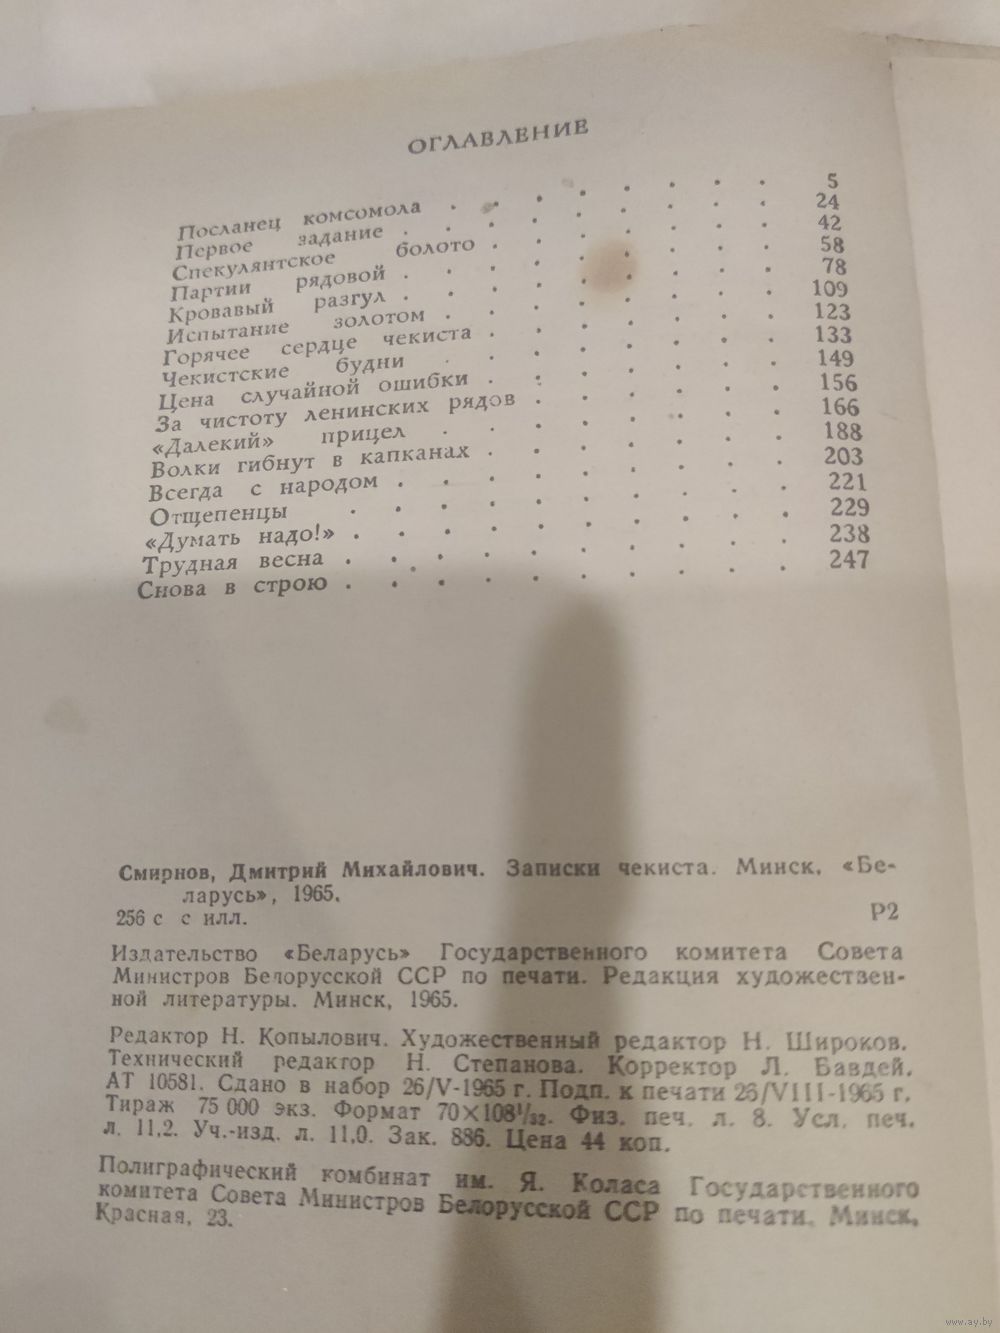 ОГЛАВЛЕНИЕ
Посланец комсомола . . . . . . . . 5
Первое задание . . . . . . . . . 24
Спекулянтское болото . . . . . . . 42
Партии рядовой . . . . . . . . . 58
Кровавый разгул . . . . . . . . . 78
Испытание золотом . . . . . . . . 109
Горячее сердце чекиста . . . . . . . 123
Чекистские будни . . . . . . . . 133
Цена случайной ошибки . . . . . . . 149
За чистоту ленинских рядов . . . . . . 156
«Далекий» прицел . . . . . . . . 166
Волки гибнут в капканах . . . . . . . 188
Всегда с народом . . . . . . . . . 203
Отщепенцы . . . . . . . . . . 221
«Думать надо!» . . . . . . . . . . 229
Трудная весна . . . . . . . . . . 238
Снова в строю . . . . . . . . . . 247
Смирнов, Дмитрий Михайлович. Записки чекиста. Минск, «Бе-
ларусь», 1965.
256 с с илл. Р2
Издательство «Беларусь» Государственного комитета Совета
Министров Белорусской ССР по печати. Редакция художествен-
ной литературы. Минск, 1965.
Редактор Н. Копылович. Художественный редактор Н. Широков.
Технический редактор Н. Степанова. Корректор Л. Бавдей.
АТ 10581. Сдано в набор 26/V-1965 г. Подп. к печати 26/VIII-1965 г.
Тираж 75 000 экз. Формат 70×108¹/₃₂. Физ. печ. л. 8. Усл. печ.
л. 11,2. Уч.-изд. л. 11,0. Зак. 886. Цена 44 коп.
Полиграфический комбинат им. Я. Коласа Государственного
комитета Совета Министров Белорусской ССР по печати. Минск,
Красная, 23.
www.ay.by